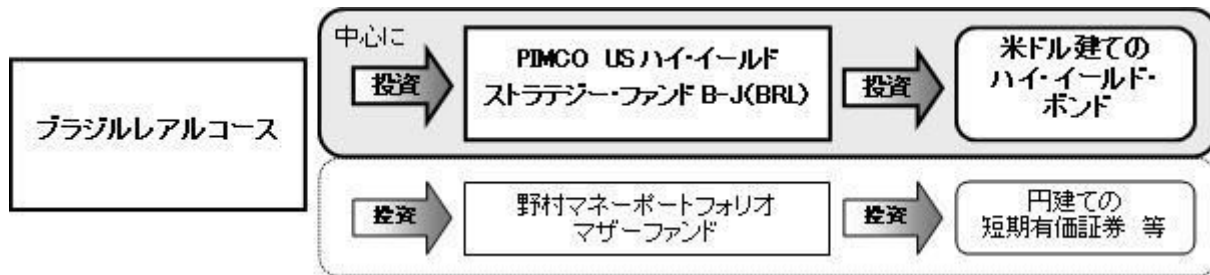 ブラジルレアルコース
中心に
投資
PIMCO US ハイ・イールド
ストラテジー・ファンド B-J(BRL)
投資
米ドル建ての
ハイ・イールド・
ボンド
投資
野村マネーポートフォリオ
マザーファンド
投資
円建ての
短期有価証券 等